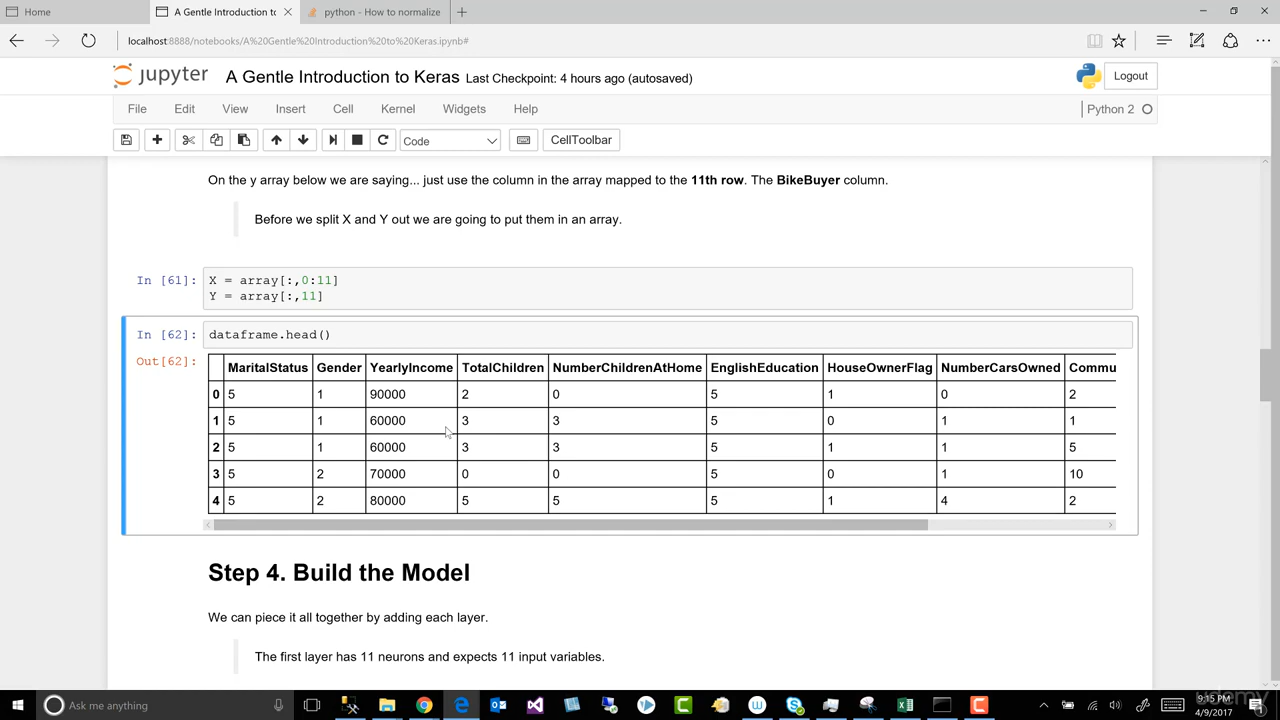 Home
A Gentle Introduction to
python - How to normalize
localhost:8888/notebooks/A%20Gentle%20Introduction%20to%20Keras.ipynb#
jupyter A Gentle Introduction to Keras Last Checkpoint: 4 hours ago (autosaved)
Logout
File Edit View Insert Cell Kernel Widgets Help
Python 2
Code
CellToolbar
On the y array below we are saying... just use the column in the array mapped to the 11th row. The BikeBuyer column.
Before we split X and Y out we are going to put them in an array.
In [61]: X = array[:,0:11]
Y = array[:,11]
In [62]: dataframe.head()
Out[62]:
MaritalStatus Gender YearlyIncome TotalChildren NumberChildrenAtHome EnglishEducation HouseOwnerFlag NumberCarsOwned Commu
0 5 1 90000 2 0 5 1 0 2
1 5 1 60000 3 3 5 0 1 1
2 5 1 60000 3 3 5 1 1 5
3 5 2 70000 0 0 5 0 1 10
4 5 2 80000 5 5 5 1 4 2
Step 4. Build the Model
We can piece it all together by adding each layer.
The first layer has 11 neurons and expects 11 input variables.
Ask me anything
9:15 PM
4/9/2017
udemy